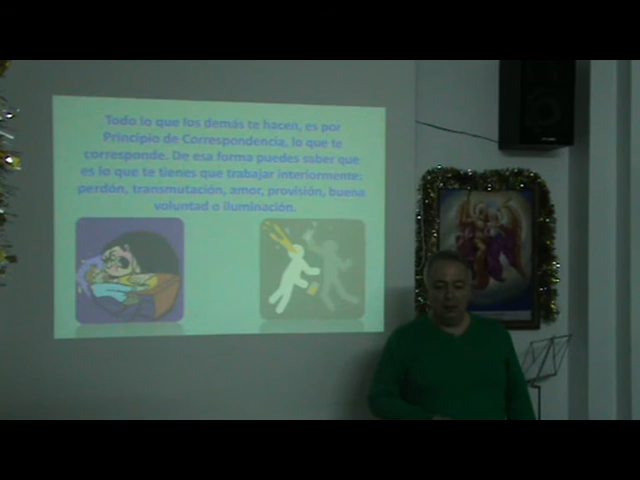 Todo lo que los demás te hacen, es por
Principio de Correspondencia, lo que te
corresponde. De esa forma puedes saber que
es lo que te tienes que trabajar interiormente:
perdón, transmutación, amor, provisión, buena
voluntad o iluminación.